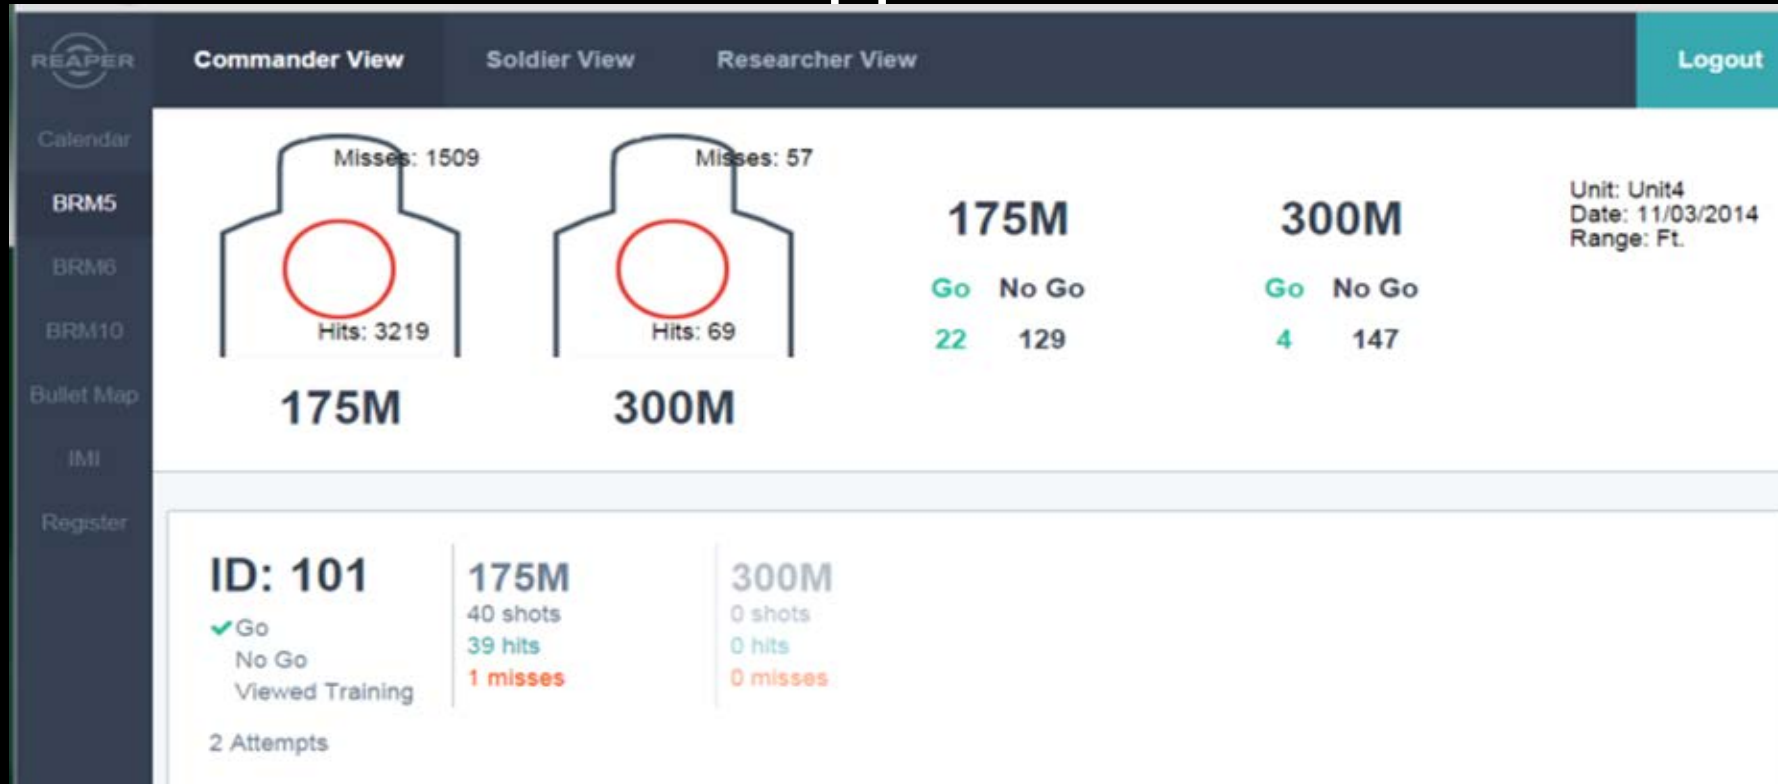 REAPER
Commander View
Soldier View
Researcher View
Logout
Calendar
BRM5
BRM6
BRM10
Bullet Map
IMI
Register
Misses: 1509
Hits: 3219
175M
Misses: 57
Hits: 69
300M
175M
Go No Go
22 129
300M
Go No Go
4 147
Unit: Unit4
Date: 11/03/2014
Range: Ft.
ID: 101
Go
No Go
Viewed Training
2 Attempts
175M
40 shots
39 hits
1 misses
300M
0 shots
0 hits
0 misses